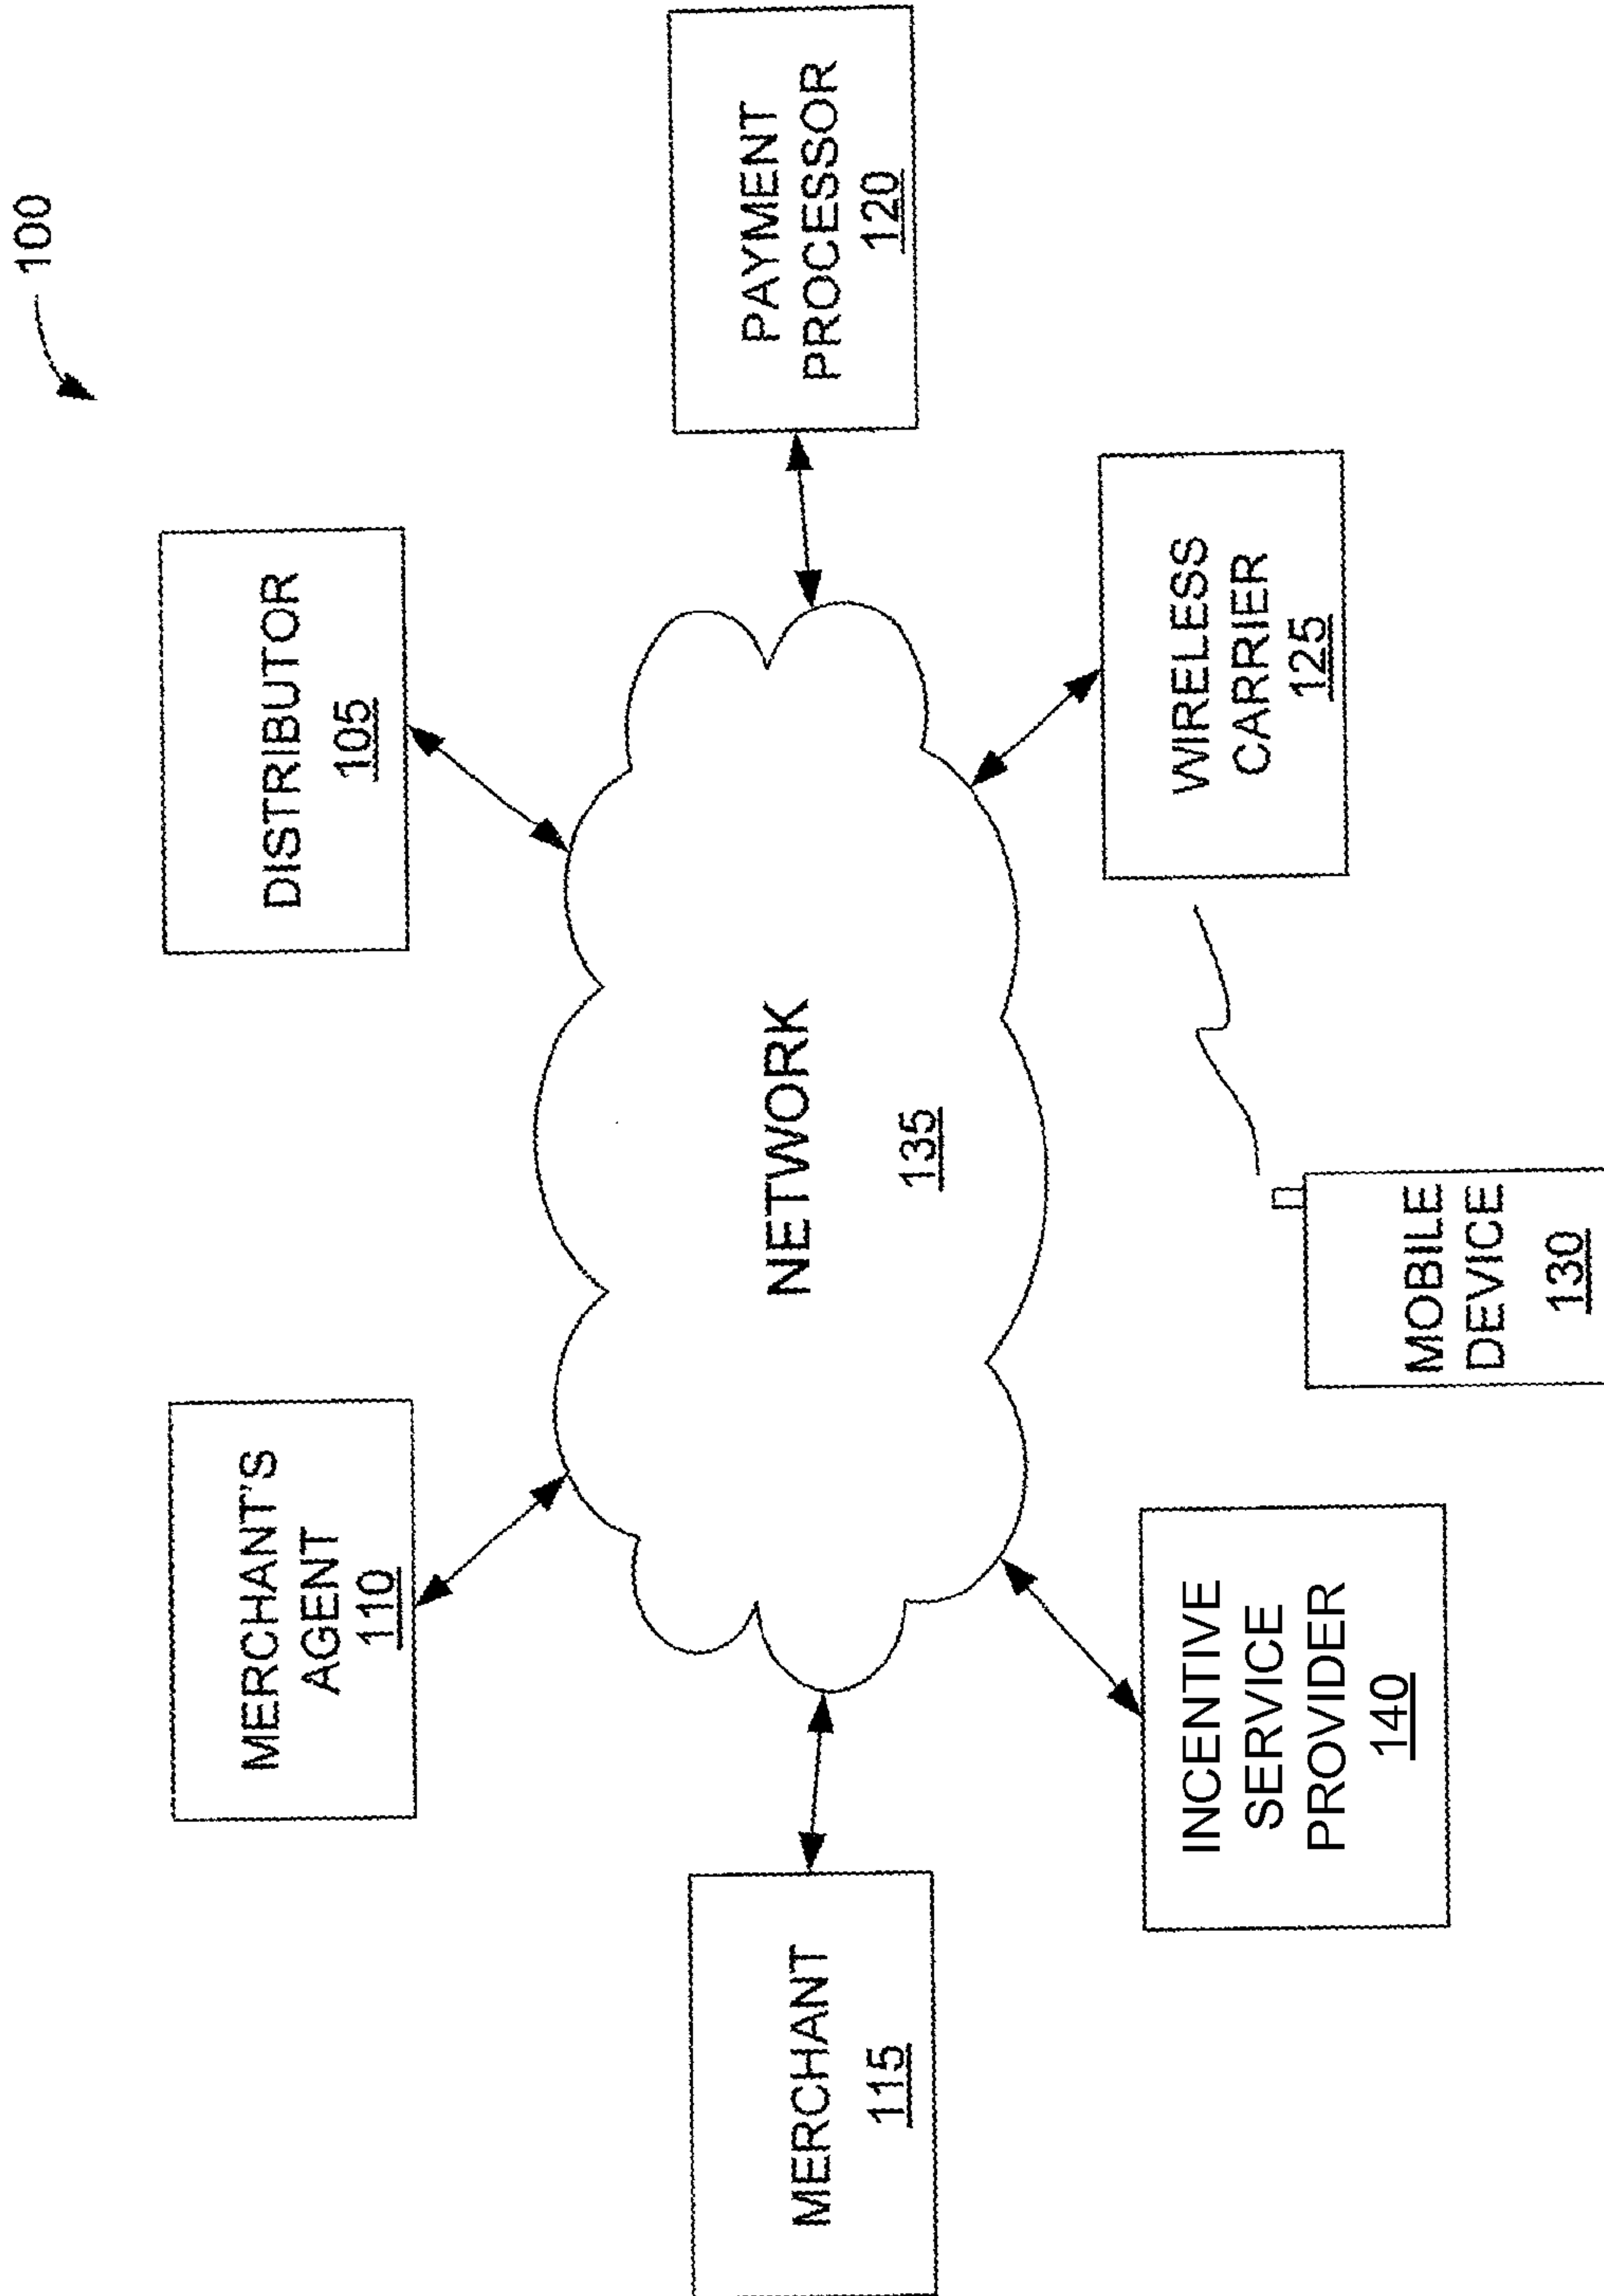 100
MERCHANT'S
AGENT
110
DISTRIBUTOR
105
MERCHANT
115
NETWORK
135
PAYMENT
PROCESSOR
120
INCENTIVE
SERVICE
PROVIDER
140
WIRELESS
CARRIER
125
MOBILE
DEVICE
130